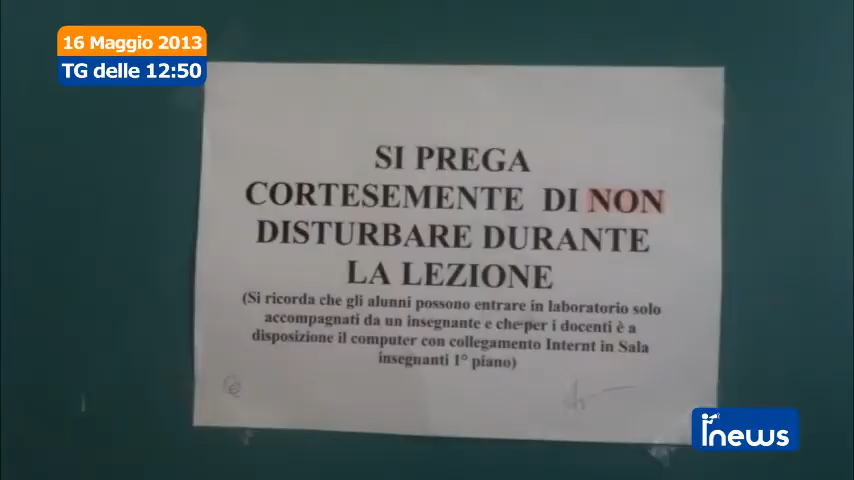 16 Maggio 2013
TG delle 12:50
SI PREGA
CORTESEMENTE DI NON
DISTURBARE DURANTE
LA LEZIONE
(Si ricorda che gli alunni possono entrare in laboratorio solo
accompagnati da un insegnante e che per i docenti è a
disposizione il computer con collegamento Internt in Sala
insegnanti 1° piano)
irnews